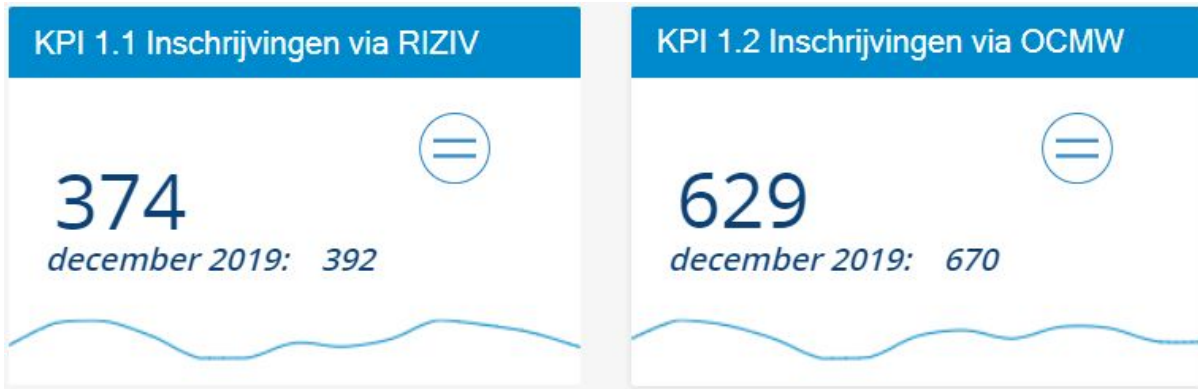 KPI 1.1 Inschrijvingen via RIZIV
374
december 2019: 392
KPI 1.2 Inschrijvingen via OCMW
629
december 2019: 670